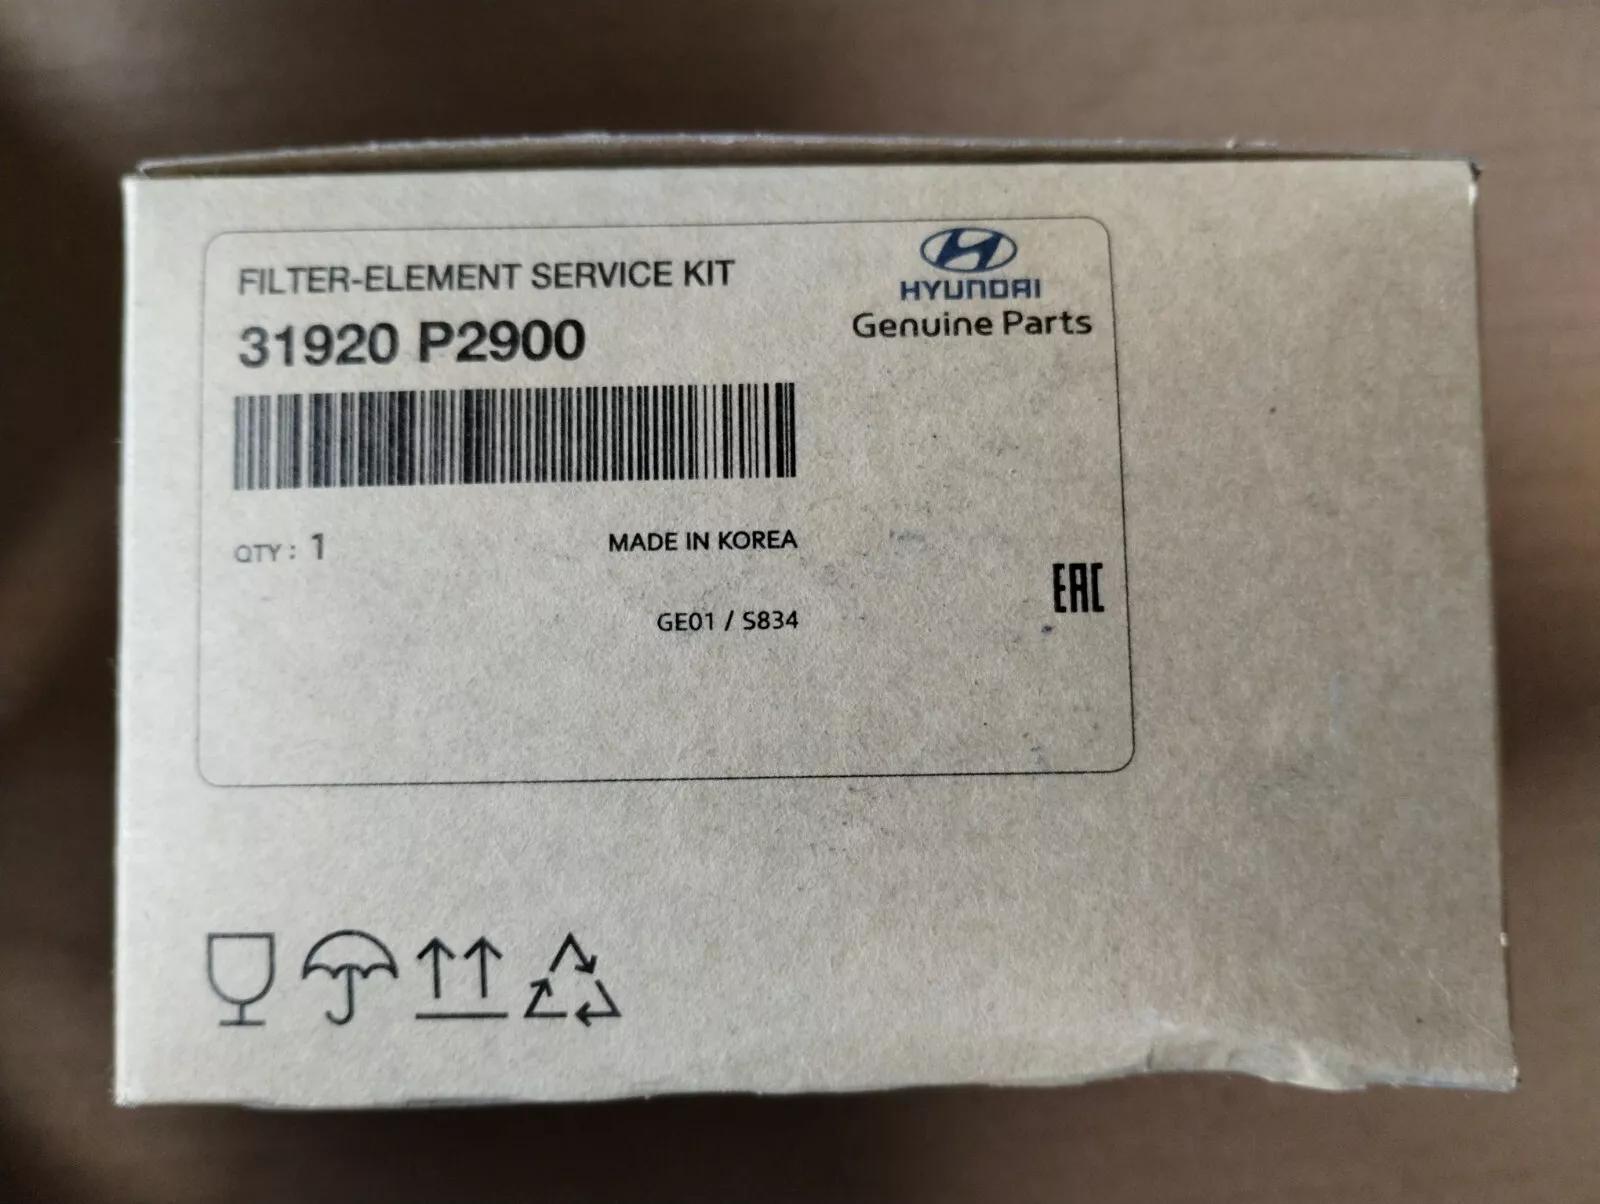 FILTER-ELEMENT SERVICE KIT
31920 P2900
HYUNDAI
Genuine Parts
QTY : 1
MADE IN KOREA
GE01 / S834
EAC